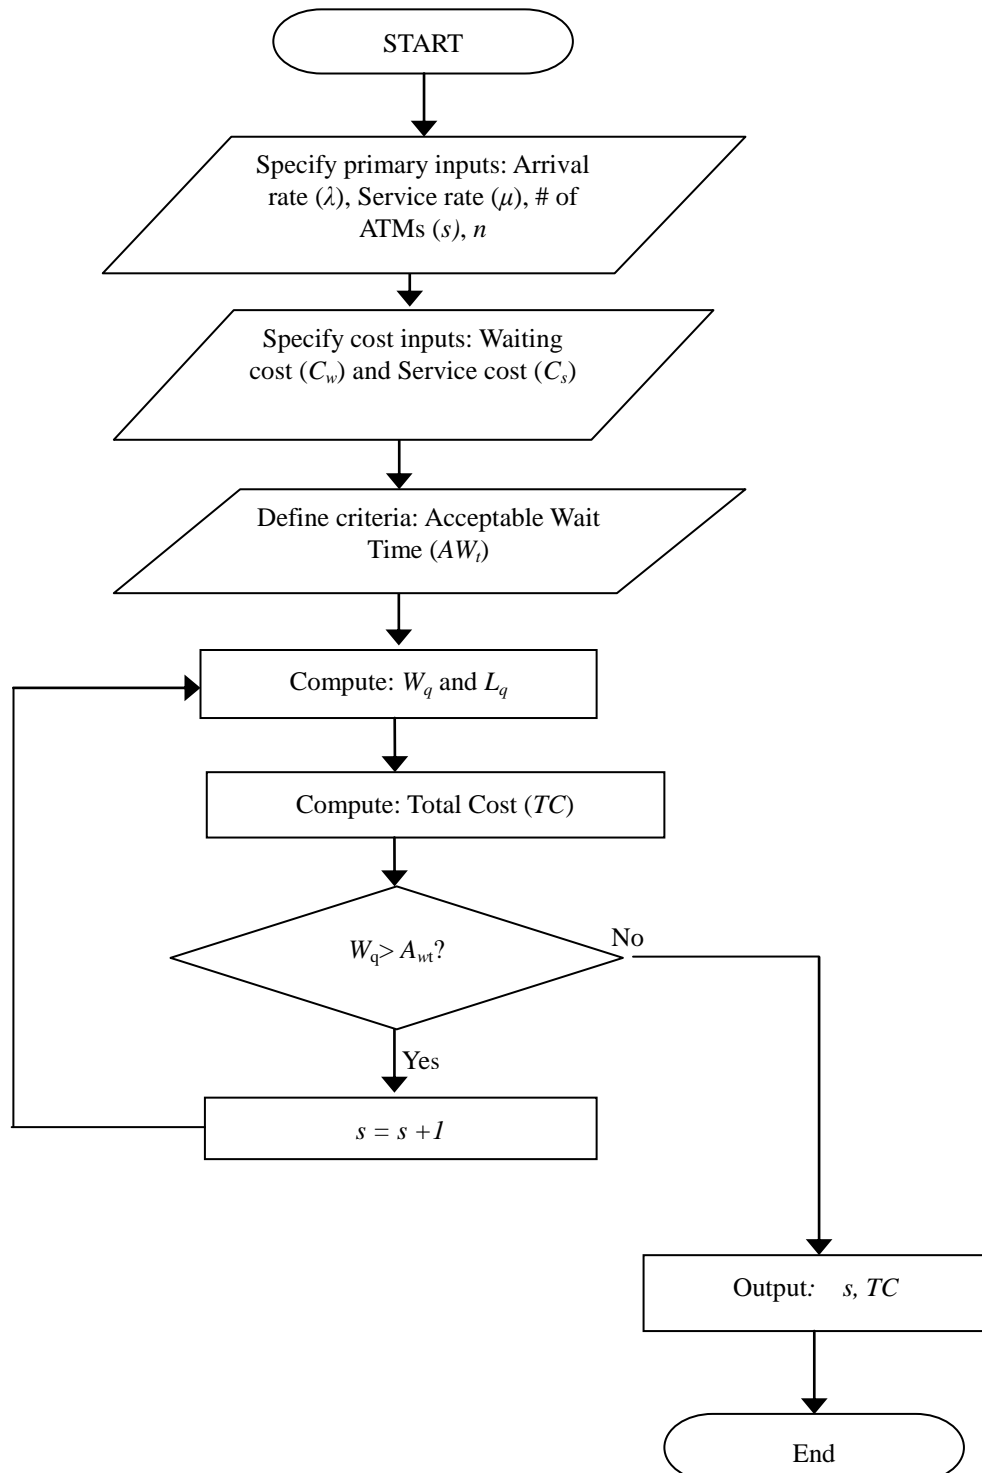 START
Specify primary inputs: Arrival
rate (λ), Service rate (μ), # of
ATMs (s), n
Specify cost inputs: Waiting
cost (Cw) and Service cost (Cs)
Define criteria: Acceptable Wait
Time (AWt)
Compute: Wq and Lq
Compute: Total Cost (TC)
Wq> Awt?
No
Yes
s = s +1
Output: s, TC
End